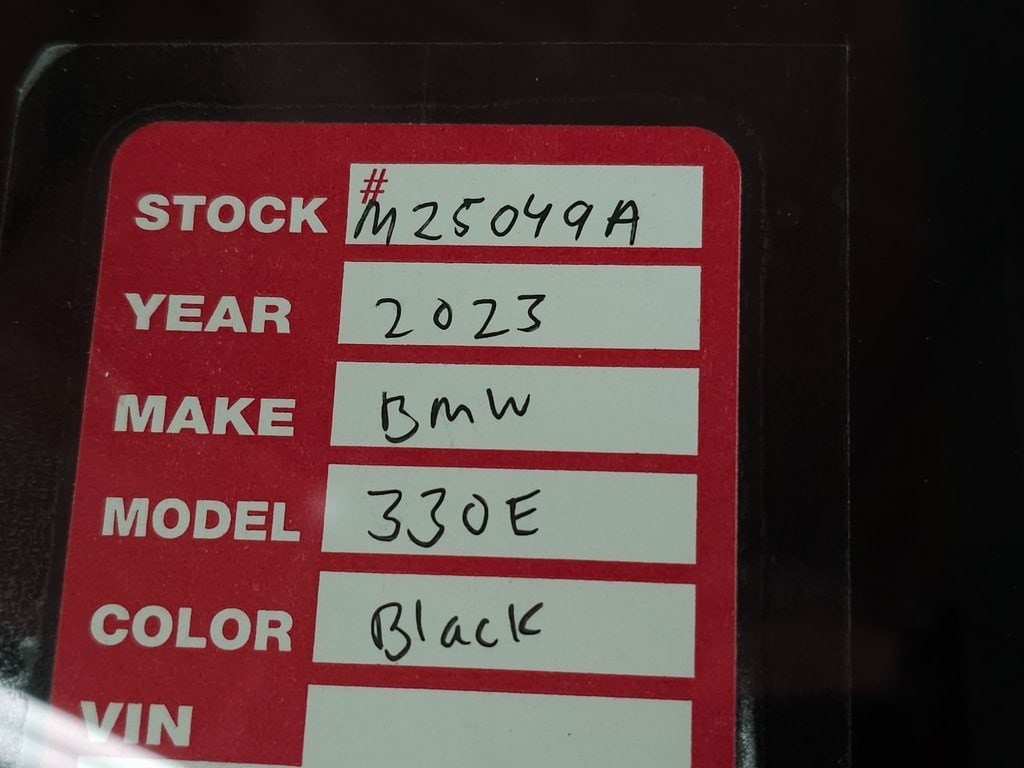 STOCK # M25049A
YEAR 2023
MAKE BMW
MODEL 330E
COLOR Black
VIN